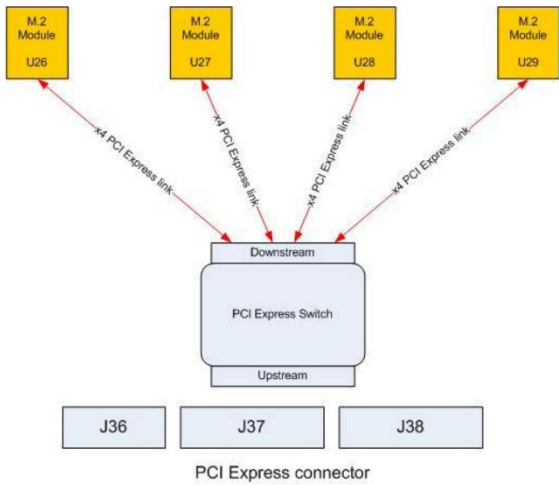 M.2
Module
U26
M.2
Module
U27
M.2
Module
U28
M.2
Module
U29
x4 PCI Express link
x4 PCI Express link
x4 PCI Express link
x4 PCI Express link
Downstream
PCI Express Switch
Upstream
J36
J37
J38
PCI Express connector